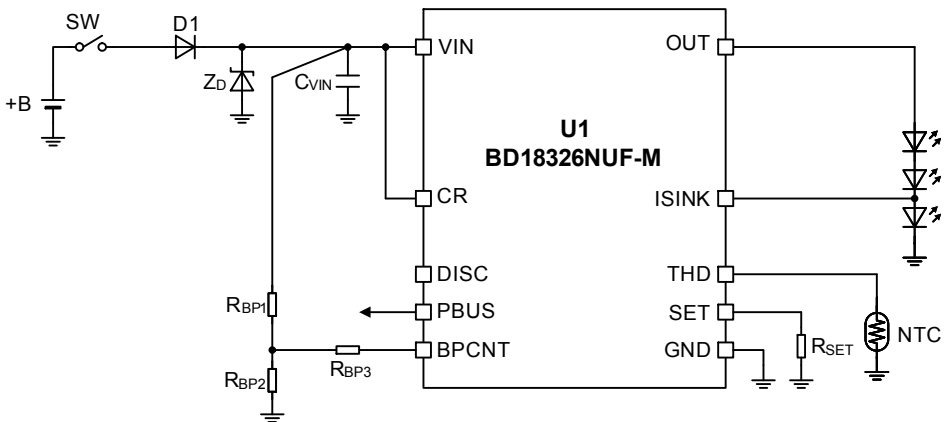 SW
D1
+B
ZD
CVIN
VIN
OUT
U1
BD18326NUF-M
CR
ISINK
DISC
THD
RBP1
PBUS
SET
BPCNT
GND
RSET
NTC
RBP2
RBP3